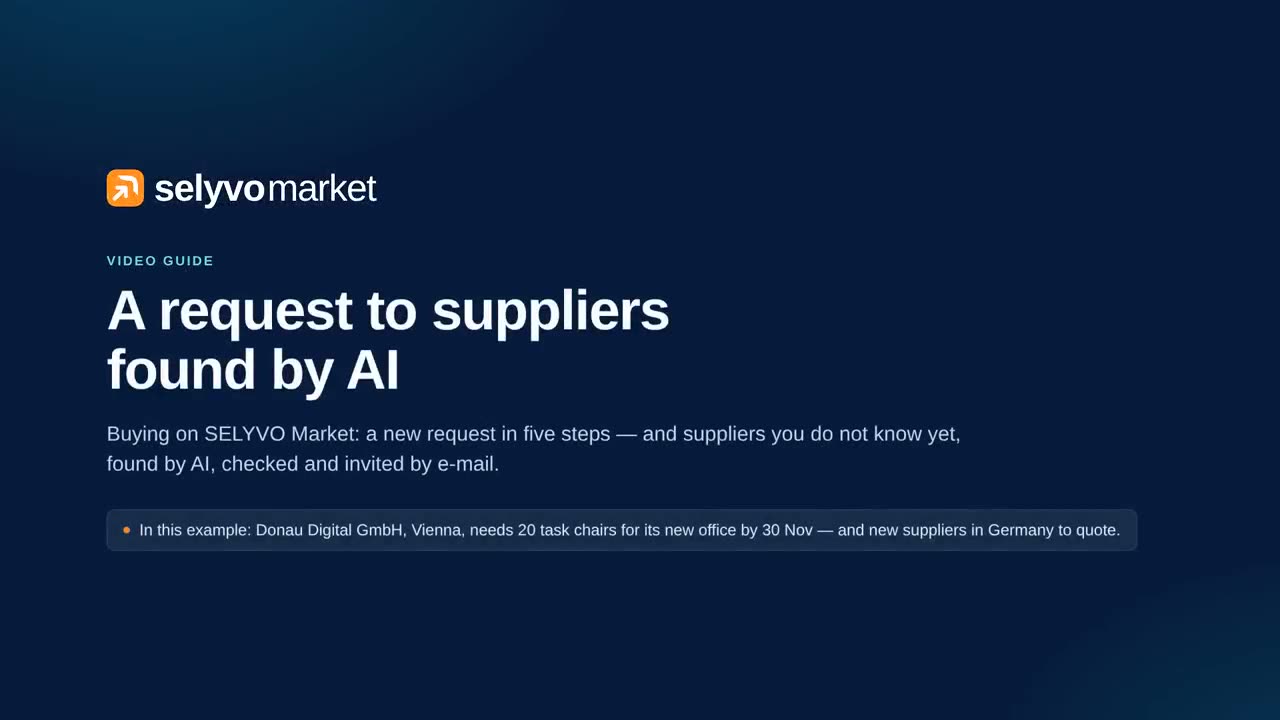 selyvomarket
VIDEO GUIDE
A request to suppliers
found by AI
Buying on SELYVO Market: a new request in five steps — and suppliers you do not know yet,
found by AI, checked and invited by e-mail.
In this example: Donau Digital GmbH, Vienna, needs 20 task chairs for its new office by 30 Nov — and new suppliers in Germany to quote.